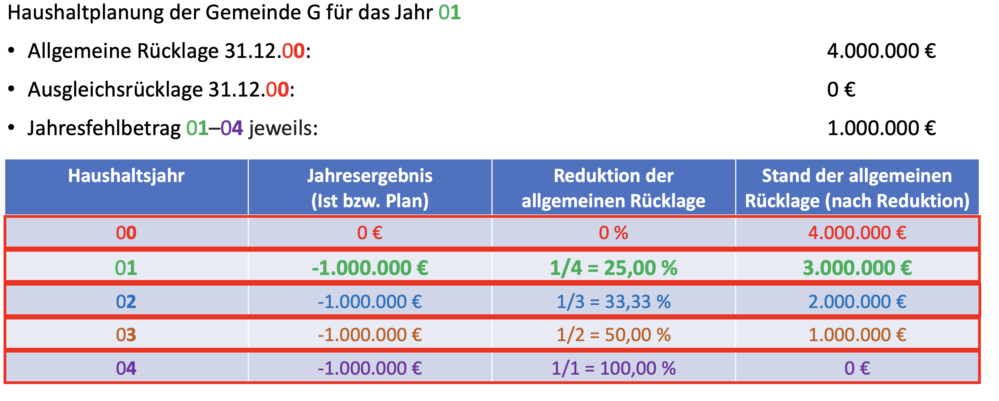 Haushaltplanung der Gemeinde G für das Jahr 01
• Allgemeine Rücklage 31.12.00: 4.000.000 €
• Ausgleichsrücklage 31.12.00: 0 €
• Jahresfehlbetrag 01–04 jeweils: 1.000.000 €
Haushaltsjahr Jahresergebnis Reduktion der Stand der allgemeinen
(Ist bzw. Plan) allgemeinen Rücklage Rücklage (nach Reduktion)
00 0 € 0 % 4.000.000 €
01 -1.000.000 € 1/4 = 25,00 % 3.000.000 €
02 -1.000.000 € 1/3 = 33,33 % 2.000.000 €
03 -1.000.000 € 1/2 = 50,00 % 1.000.000 €
04 -1.000.000 € 1/1 = 100,00 % 0 €